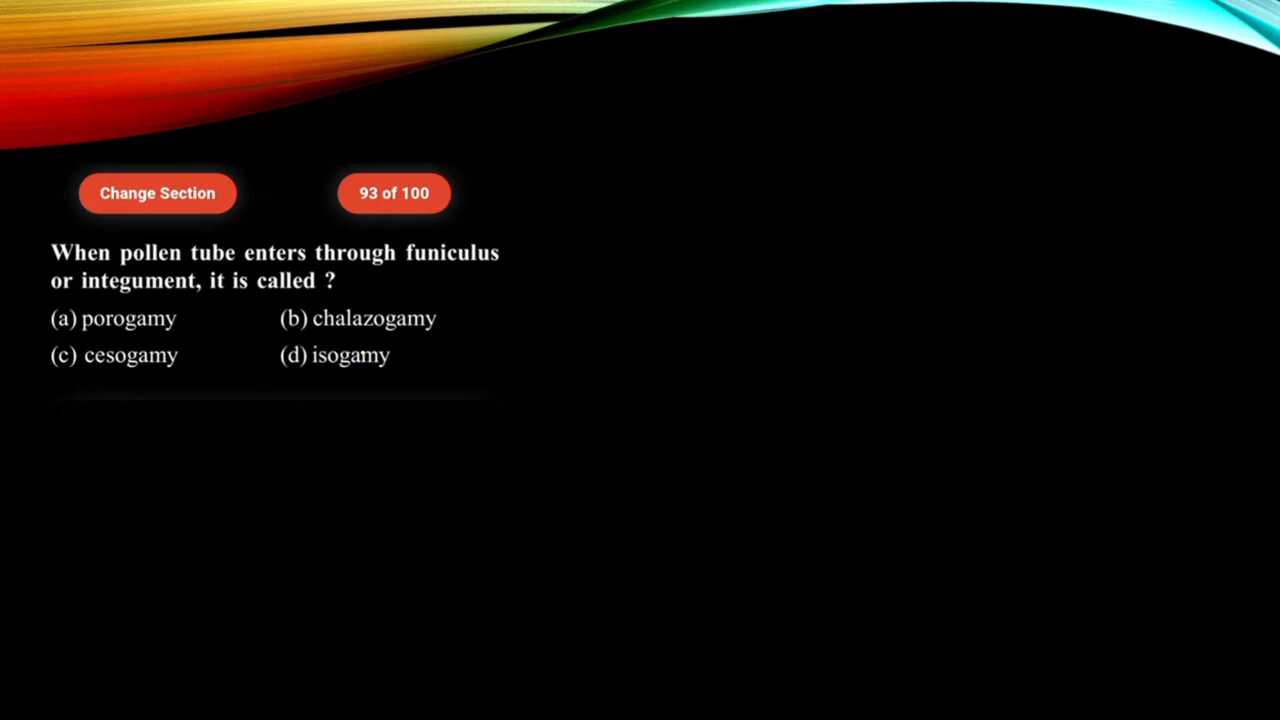 Change Section
93 of 100
When pollen tube enters through funiculus
or integument, it is called ?
(a) porogamy (b) chalazogamy
(c) cesogamy (d) isogamy